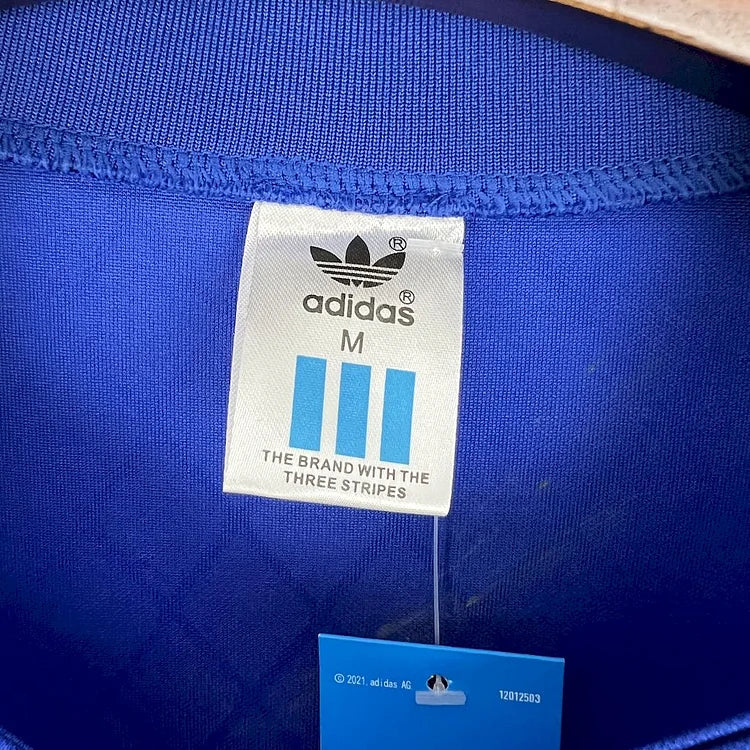 ®
adidas®
M
THE BRAND WITH THE
THREE STRIPES
© 2021. adidas AG
12012503